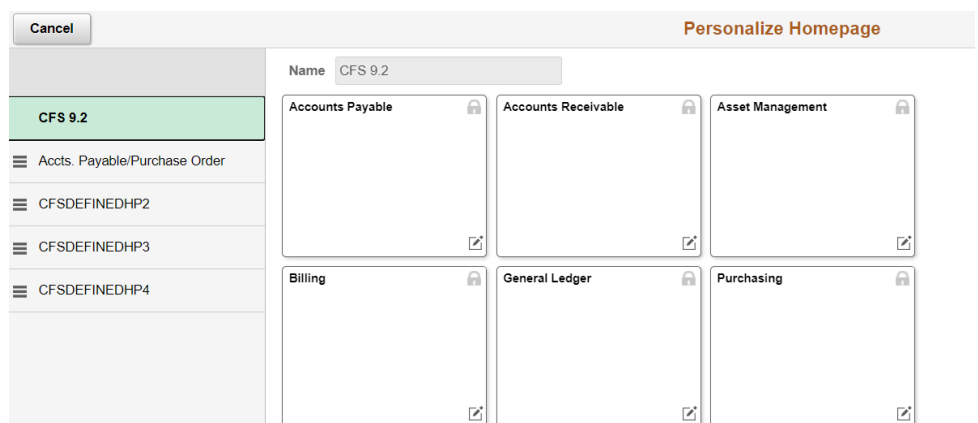 Cancel
Personalize Homepage
Name CFS 9.2
CFS 9.2
Accts. Payable/Purchase Order
CFSDEFINEDHP2
CFSDEFINEDHP3
CFSDEFINEDHP4
Accounts Payable
Accounts Receivable
Asset Management
Billing
General Ledger
Purchasing